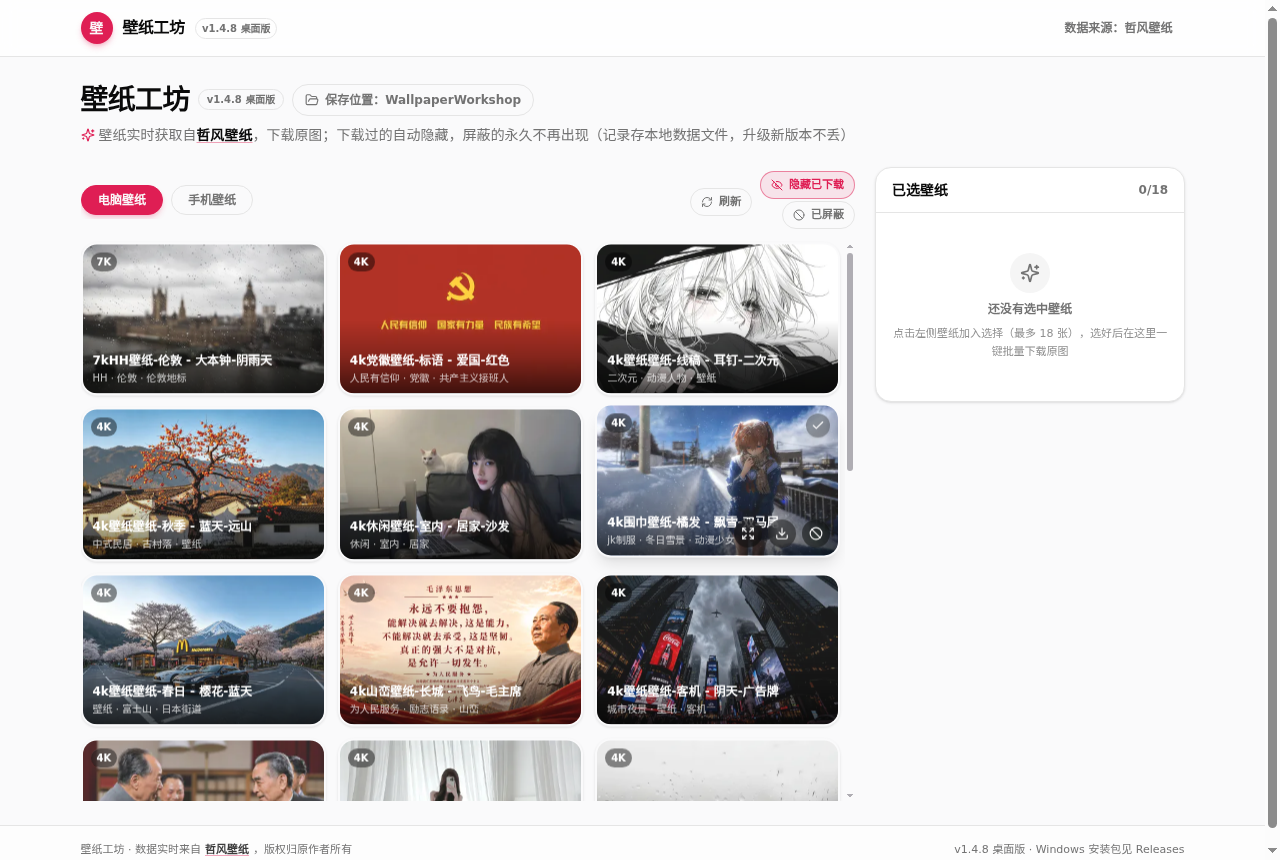 壁 壁纸工坊 v1.4.8 桌面版 数据来源：哲风壁纸
壁纸工坊 v1.4.8 桌面版 保存位置：WallpaperWorkshop
壁纸实时获取自哲风壁纸，下载原图；下载过的自动隐藏，屏蔽的永久不再出现（记录存本地数据文件，升级新版本不丢）
电脑壁纸 手机壁纸 刷新 隐藏已下载
已屏蔽
已选壁纸 0/18
还没有选中壁纸
点击左侧壁纸加入选择（最多 18 张），选好后在这里一
键批量下载原图
7K
7kHH壁纸-伦敦 - 大本钟-阴雨天
HH · 伦敦 · 伦敦地标
4K
人民有信仰 国家有力量 民族有希望
4k党徽壁纸-标语 - 爱国-红色
人民有信仰 · 党徽 · 共产主义接班人
4K
4k壁纸壁纸-线稿 - 耳钉-二次元
二次元 · 动漫人物 · 壁纸
4K
4k壁纸壁纸-秋季 - 蓝天-远山
中式民居 · 古村落 · 壁纸
4K
4k休闲壁纸-室内 - 居家-沙发
休闲 · 室内 · 居家
4K
4k围巾壁纸-橘发 - 飘雪-双马尾
jk制服 · 冬日雪景 · 动漫少女
4K
McDonald's
4k壁纸壁纸-春日 - 樱花-蓝天
壁纸 · 富士山 · 日本街道
4K
毛泽东思想
永远不要抱怨，
能解决就去解决，这是能力，
不能解决就去承受，这是坚韧。
真正的强大不是对抗，
是允许一切发生。
为人民服务
4k山峦壁纸-长城 - 飞鸟-毛主席
为人民服务 · 励志语录 · 山峦
4K
Coca-Cola
4k壁纸壁纸-客机 - 阴天-广告牌
城市夜景 · 壁纸 · 客机
4K
4K
4K
壁纸工坊 · 数据实时来自 哲风壁纸 ，版权归原作者所有
v1.4.8 桌面版 · Windows 安装包见 Releases